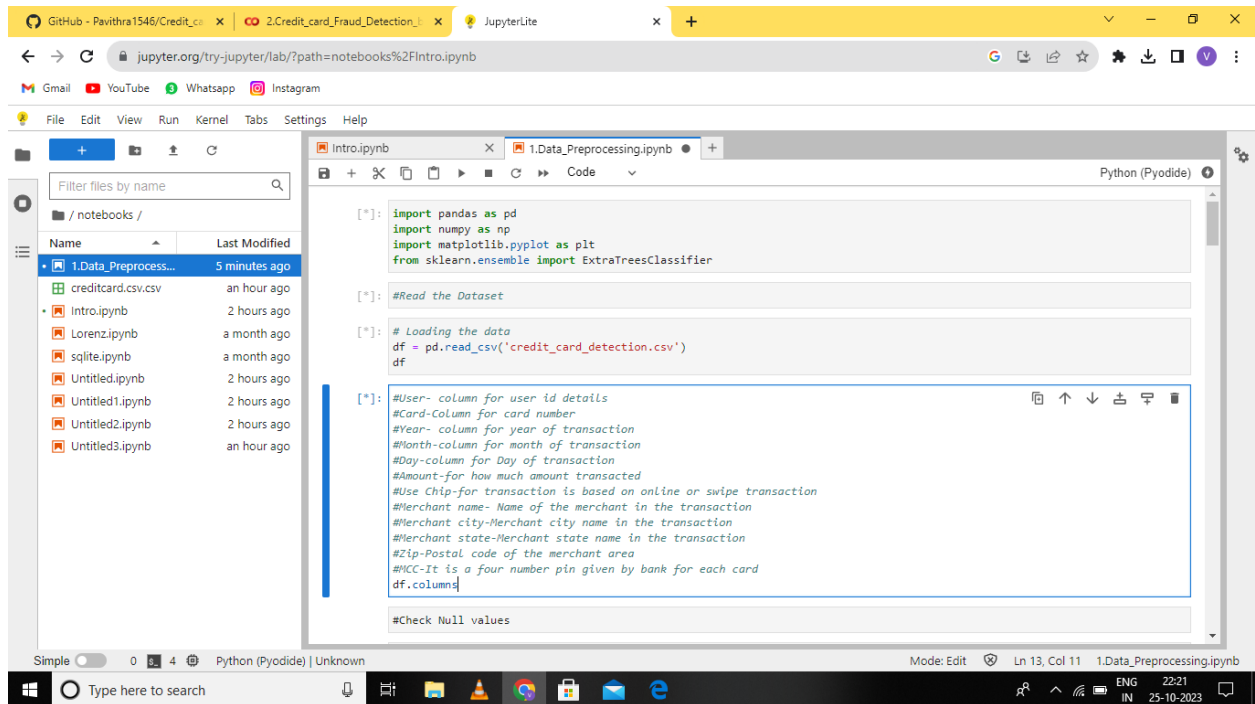 GitHub - Pavithra1546/Credit_ca
2.Credit_card_Fraud_Detection_b
JupyterLite
jupyter.org/try-jupyter/lab/?path=notebooks%2FIntro.ipynb
V
Gmail YouTube Whatsapp Instagram
File Edit View Run Kernel Tabs Settings Help
Intro.ipynb
1.Data_Preprocessing.ipynb
Code
Python (Pyodide)
Filter files by name
/ notebooks /
Name Last Modified
1.Data_Preprocess... 5 minutes ago
creditcard.csv.csv an hour ago
Intro.ipynb 2 hours ago
Lorenz.ipynb a month ago
sqlite.ipynb a month ago
Untitled.ipynb 2 hours ago
Untitled1.ipynb 2 hours ago
Untitled2.ipynb 2 hours ago
Untitled3.ipynb an hour ago
[*]: import pandas as pd
import numpy as np
import matplotlib.pyplot as plt
from sklearn.ensemble import ExtraTreesClassifier
[*]: #Read the Dataset
[*]: # Loading the data
df = pd.read_csv('credit_card_detection.csv')
df
[*]: #User- column for user id details
#Card-Column for card number
#Year- column for year of transaction
#Month-column for month of transaction
#Day-column for Day of transaction
#Amount-for how much amount transacted
#Use Chip-for transaction is based on online or swipe transaction
#Merchant name- Name of the merchant in the transaction
#Merchant city-Merchant city name in the transaction
#Merchant state-Merchant state name in the transaction
#Zip-Postal code of the merchant area
#MCC-It is a four number pin given by bank for each card
df.columns
#Check Null values
Simple 0 4 Python (Pyodide) | Unknown
Mode: Edit Ln 13, Col 11 1.Data_Preprocessing.ipynb
Type here to search
ENG
IN
22:21
25-10-2023